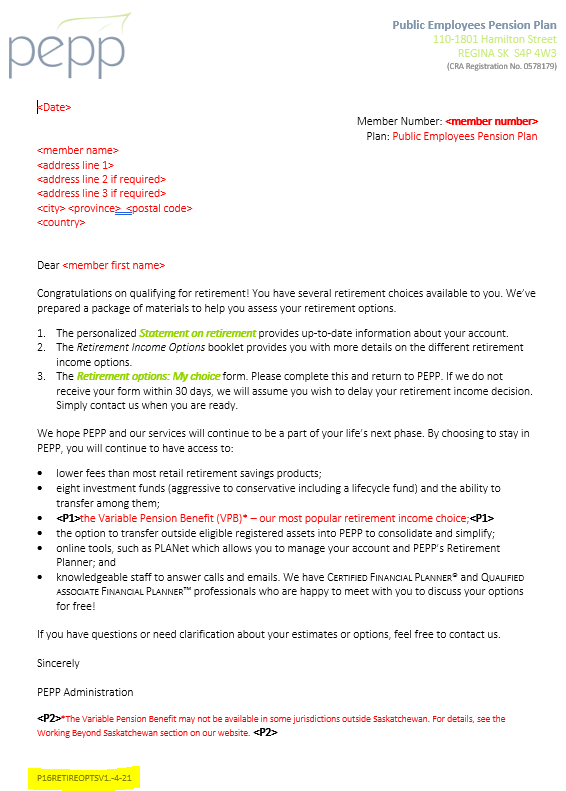 pepp
Public Employees Pension Plan
110-1801 Hamilton Street
REGINA SK  S4P 4W3
(CRA Registration No. 0578179)
<Date>
Member Number: <member number>
Plan: Public Employees Pension Plan
<member name>
<address line 1>
<address line 2 if required>
<address line 3 if required>
<city> <province>  <postal code>
<country>
Dear <member first name>
Congratulations on qualifying for retirement! You have several retirement choices available to you. We've
prepared a package of materials to help you assess your retirement options.
1. The personalized Statement on retirement provides up-to-date information about your account.
2. The Retirement Income Options booklet provides you with more details on the different retirement
income options.
3. The Retirement options: My choice form. Please complete this and return to PEPP. If we do not
receive your form within 30 days, we will assume you wish to delay your retirement income decision.
Simply contact us when you are ready.
We hope PEPP and our services will continue to be a part of your life's next phase. By choosing to stay in
PEPP, you will continue to have access to:
• lower fees than most retail retirement savings products;
• eight investment funds (aggressive to conservative including a lifecycle fund) and the ability to
transfer among them;
• <P1>the Variable Pension Benefit (VPB)* – our most popular retirement income choice;<P1>
• the option to transfer outside eligible registered assets into PEPP to consolidate and simplify;
• online tools, such as PLANet which allows you to manage your account and PEPP's Retirement
Planner; and
• knowledgeable staff to answer calls and emails. We have CERTIFIED FINANCIAL PLANNER® and QUALIFIED
ASSOCIATE FINANCIAL PLANNER™ professionals who are happy to meet with you to discuss your options
for free!
If you have questions or need clarification about your estimates or options, feel free to contact us.
Sincerely
PEPP Administration
<P2>*The Variable Pension Benefit may not be available in some jurisdictions outside Saskatchewan. For details, see the
Working Beyond Saskatchewan section on our website. <P2>
P16RETIREOPTSV1.-4-21